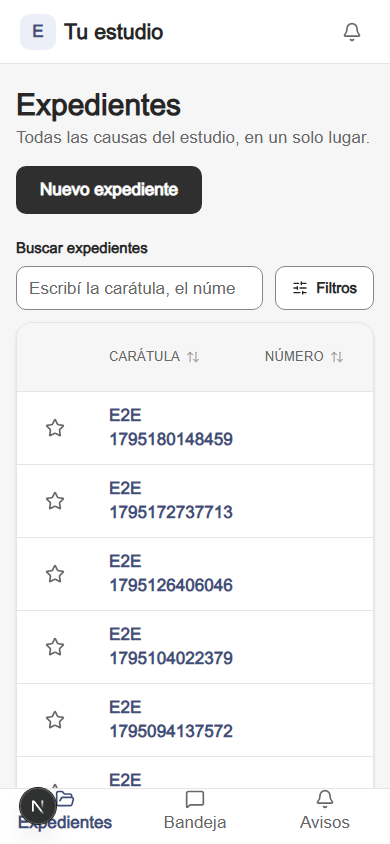 E Tu estudio
Expedientes
Todas las causas del estudio, en un solo lugar.
Nuevo expediente
Buscar expedientes
Escribí la carátula, el núme
Filtros
CARÁTULA NÚMERO
E2E
1795180148459
E2E
1795172737713
E2E
1795126406046
E2E
1795104022379
E2E
1795094137572
E2E
N
Expedientes Bandeja Avisos